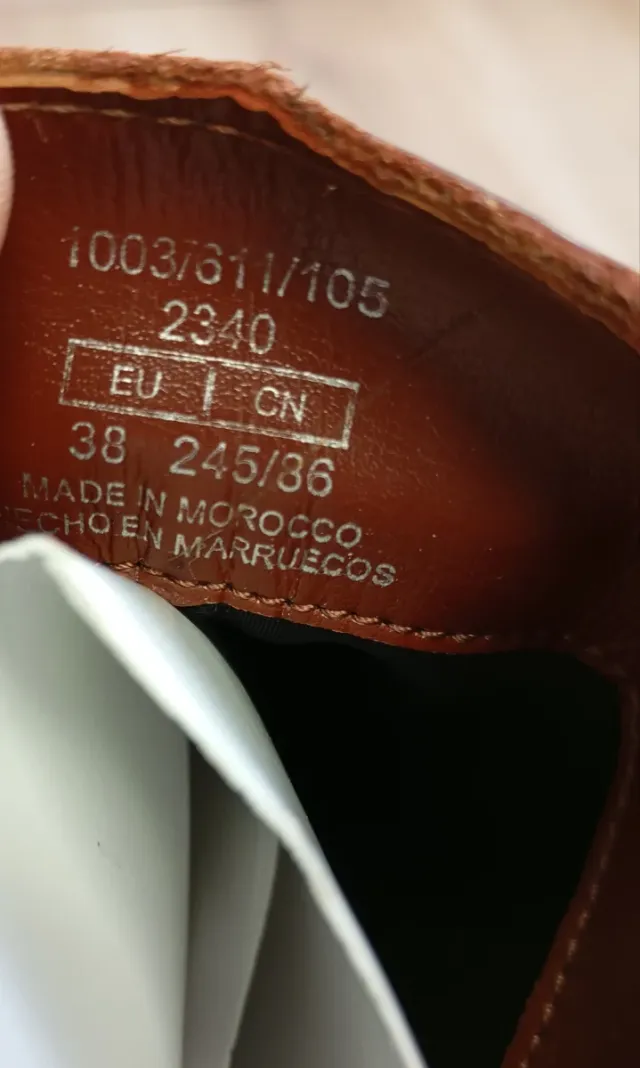 1003/611/105
2340
EU | CN
38 245/86
MADE IN MOROCCO
HECHO EN MARRUECOS